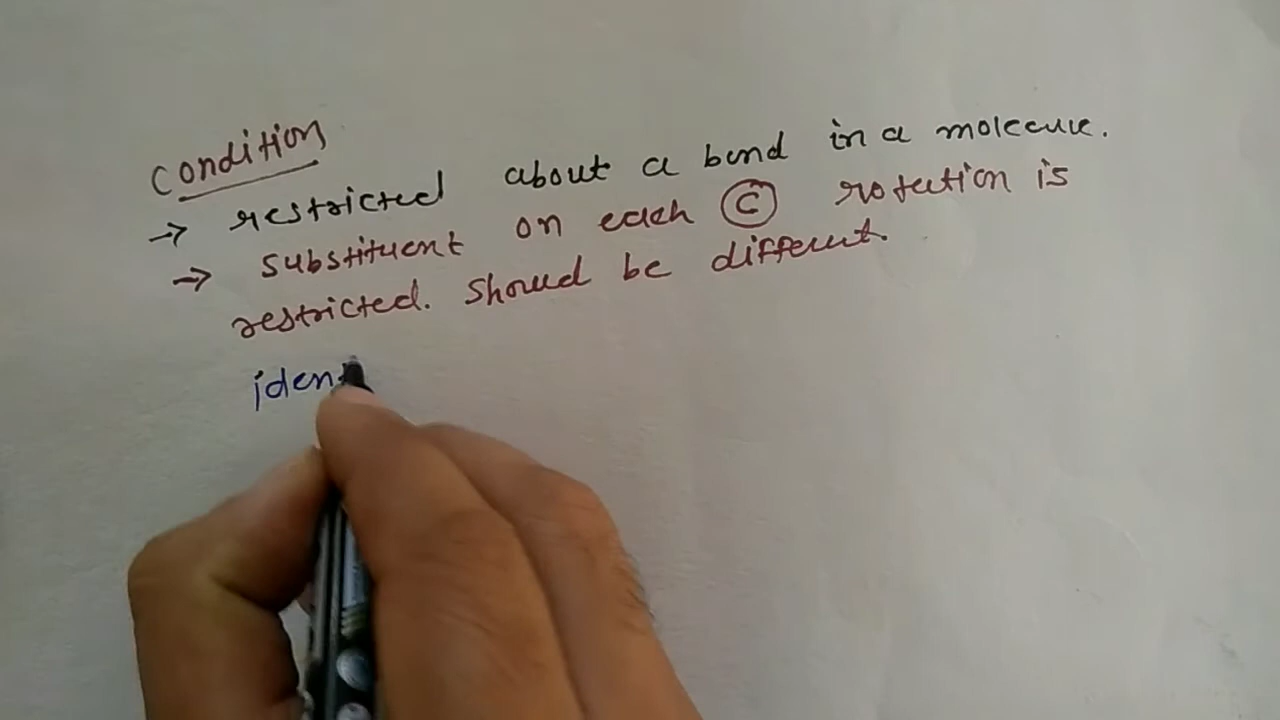 Condition
→ restricted about a bond in a molecule.
→ substituent on each C rotation is
restricted. Should be different.
iden